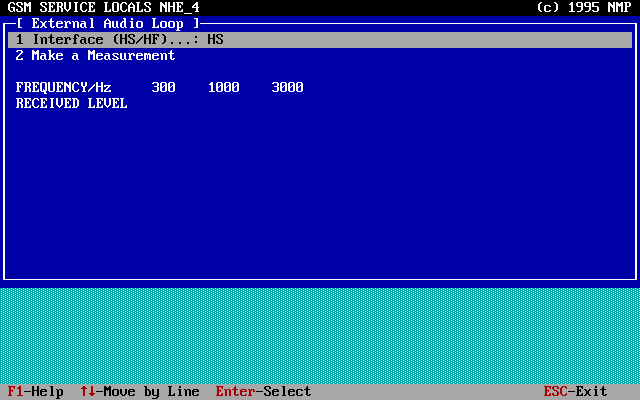 GSM SERVICE LOCALS NHE_4 (c) 1995 NMP
[ External Audio Loop ]
1 Interface (HS/HF)...: HS
2 Make a Measurement
FREQUENCY/Hz 300 1000 3000
RECEIVED LEVEL
F1-Help ↑↓-Move by Line Enter-Select ESC-Exit